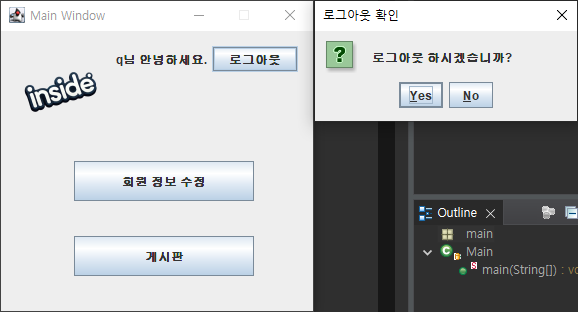 Main Window
q님 안녕하세요.
로그아웃
inside
회원 정보 수정
게시판
로그아웃 확인
로그아웃 하시겠습니까?
Yes
No
Outline
main
Main
main(String[]) : vo